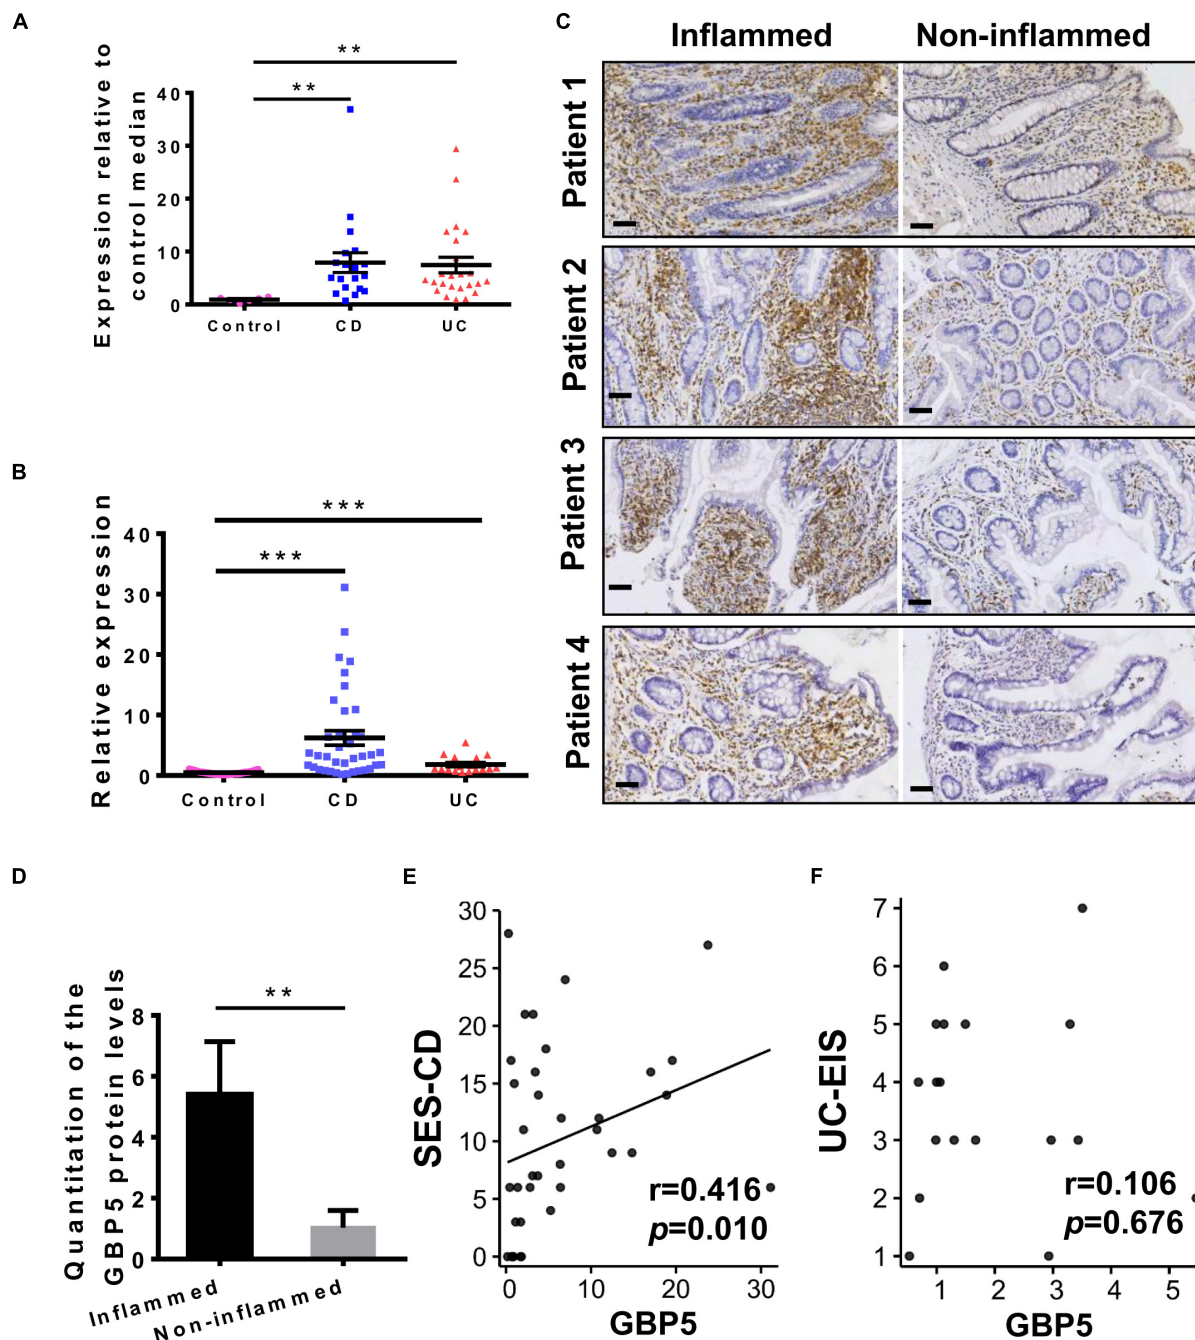 A
Expression relative to
control median
**
**
40
30
20
10
0
Control CD UC
B
Relative expression
***
***
40
30
20
10
0
Control CD UC
C
Inflammed Non-inflammed
Patient 1
Patient 2
Patient 3
Patient 4
D
Quantitation of the
GBP5 protein levels
**
8
6
4
2
0
Inflammed
Non-inflammed
E
SES-CD
30
25
20
15
10
5
0
r=0.416
p=0.010
0 10 20 30
GBP5
F
UC-EIS
7
6
5
4
3
2
1
r=0.106
p=0.676
1 2 3 4 5
GBP5